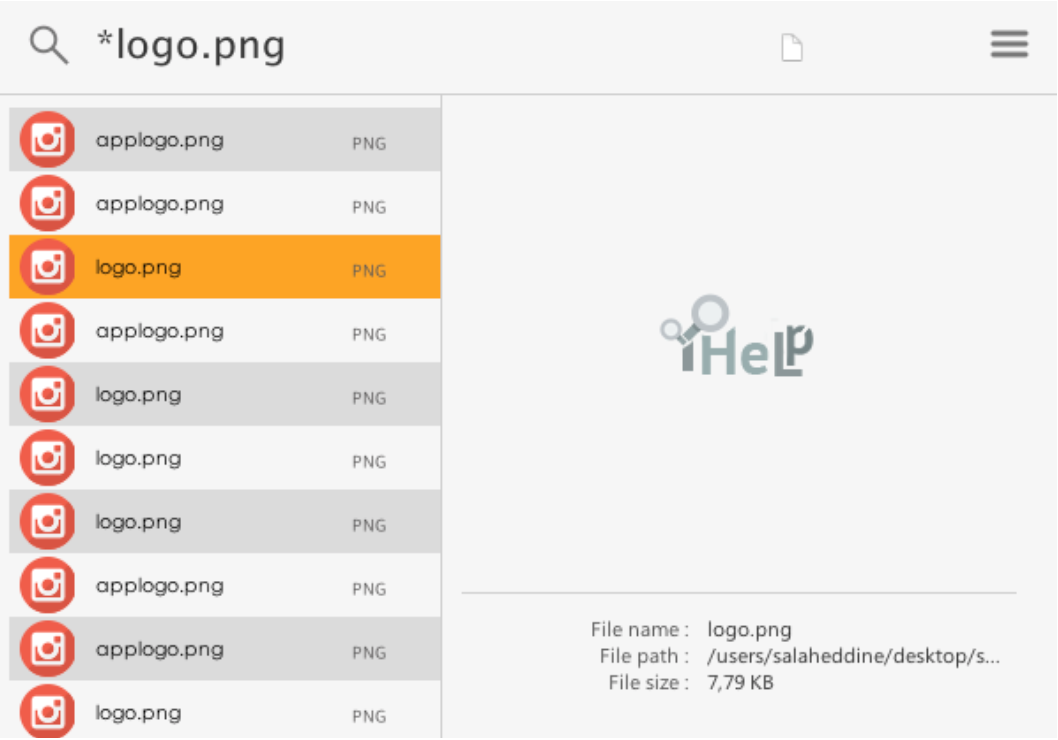 *logo.png
applogo.png PNG
applogo.png PNG
logo.png PNG
applogo.png PNG
logo.png PNG
logo.png PNG
logo.png PNG
applogo.png PNG
applogo.png PNG
logo.png PNG
iHeLp
File name : logo.png
File path : /users/salaheddine/desktop/s...
File size : 7,79 KB